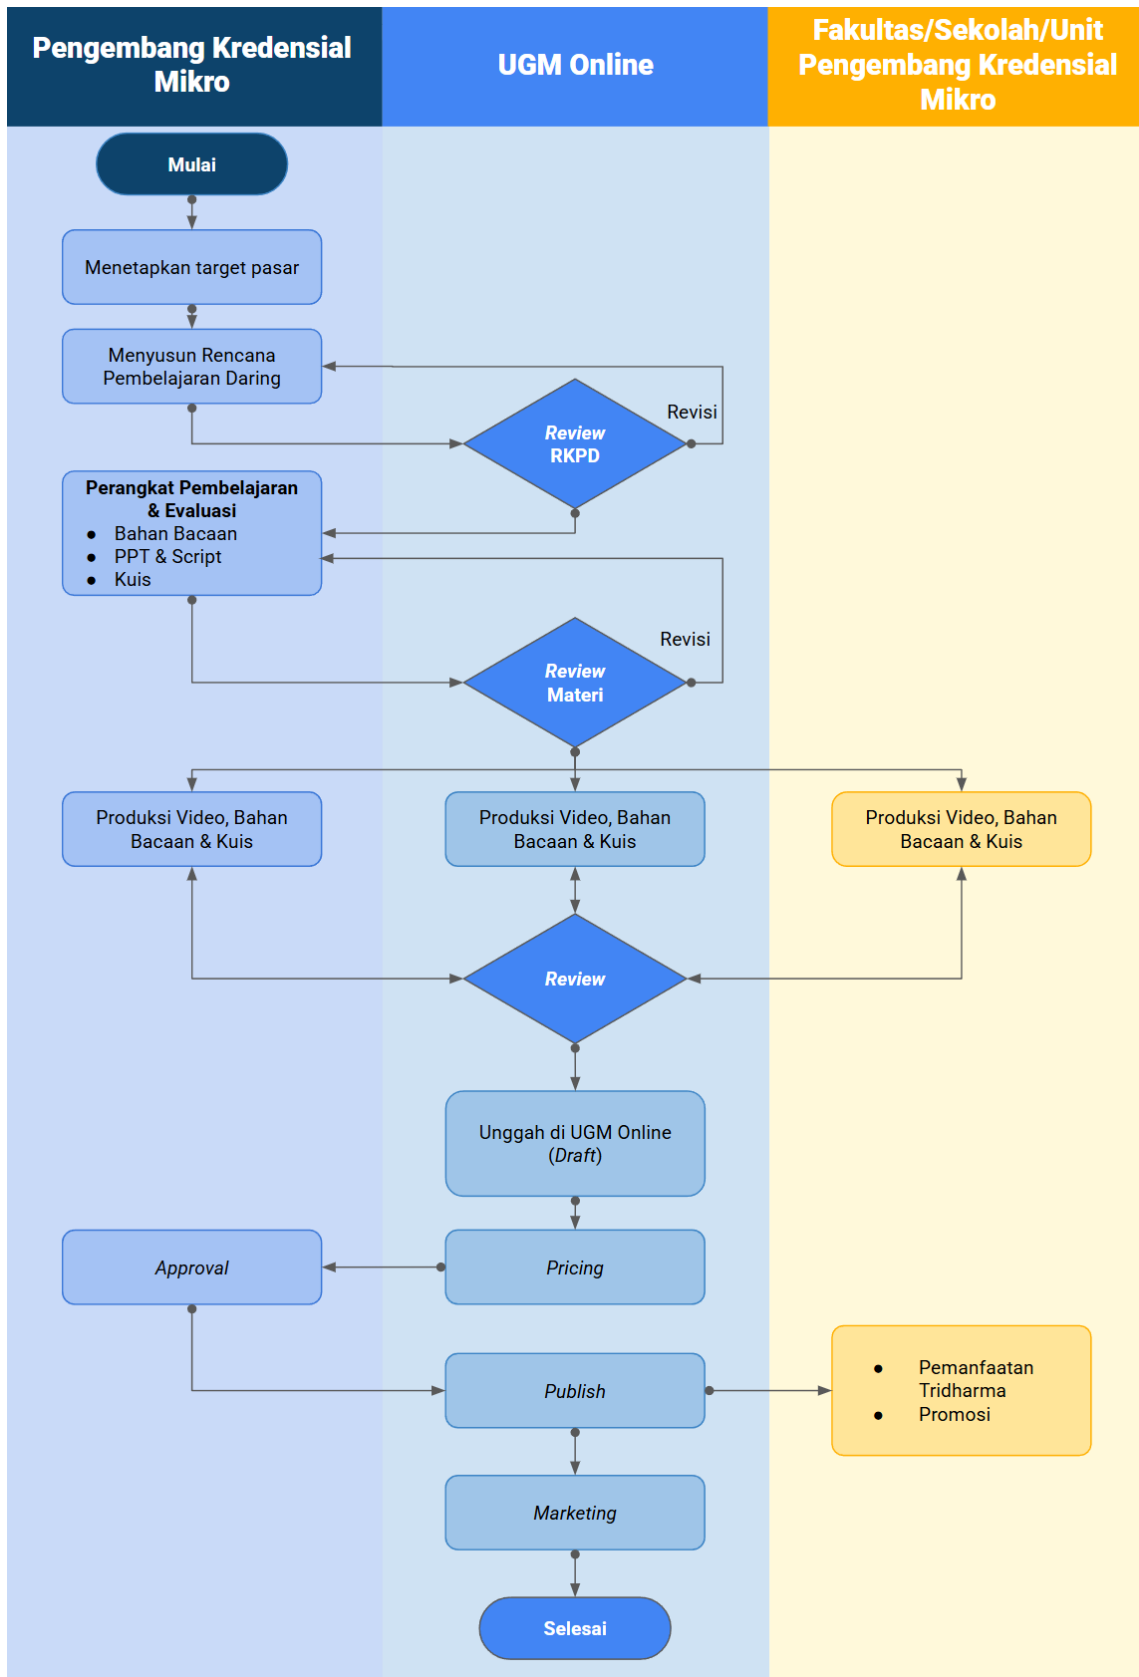 Pengembang Kredensial
Mikro
UGM Online
Fakultas/Sekolah/Unit
Pengembang Kredensial
Mikro
Mulai
Menetapkan target pasar
Menyusun Rencana
Pembelajaran Daring
Revisi
Review
RKPD
Perangkat Pembelajaran
& Evaluasi
● Bahan Bacaan
● PPT & Script
● Kuis
Revisi
Review
Materi
Produksi Video, Bahan
Bacaan & Kuis
Produksi Video, Bahan
Bacaan & Kuis
Produksi Video, Bahan
Bacaan & Kuis
Review
Unggah di UGM Online
(Draft)
Approval
Pricing
Publish
● Pemanfaatan
Tridharma
● Promosi
Marketing
Selesai